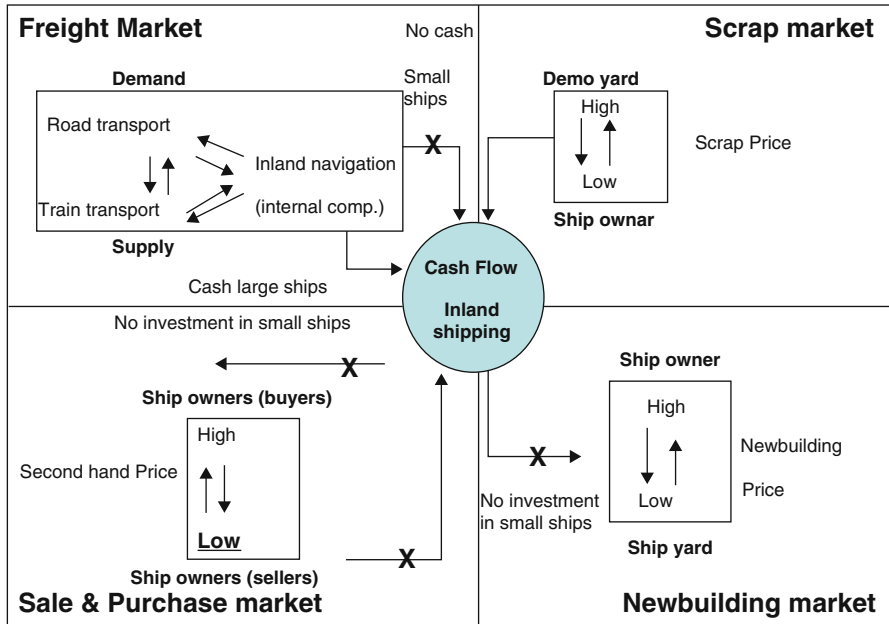 Freight Market
No cash
Small
ships
X
Demand
Road transport
Inland navigation
Train transport
(internal comp.)
Supply
Cash large ships
Scrap market
Demo yard
High
Low
Scrap Price
Ship ownar
Cash Flow
Inland
shipping
No investment in small ships
X
Ship owners (buyers)
High
Second hand Price
Low
X
Ship owners (sellers)
Sale & Purchase market
Ship owner
High
Newbuilding
X
Low
Price
No investment
in small ships
Ship yard
Newbuilding market